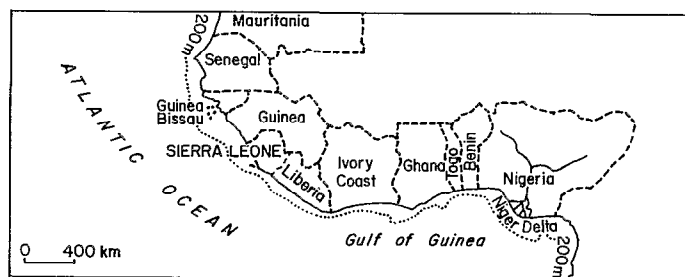 Mauritania
200m
Senegal
ATLANTIC OCEAN
Guinea
Bissau
Guinea
SIERRA LEONE
Liberia
Ivory
Coast
Ghana
Togo
Benin
Nigeria
Niger Delta
Gulf of Guinea
200m
0 400 km